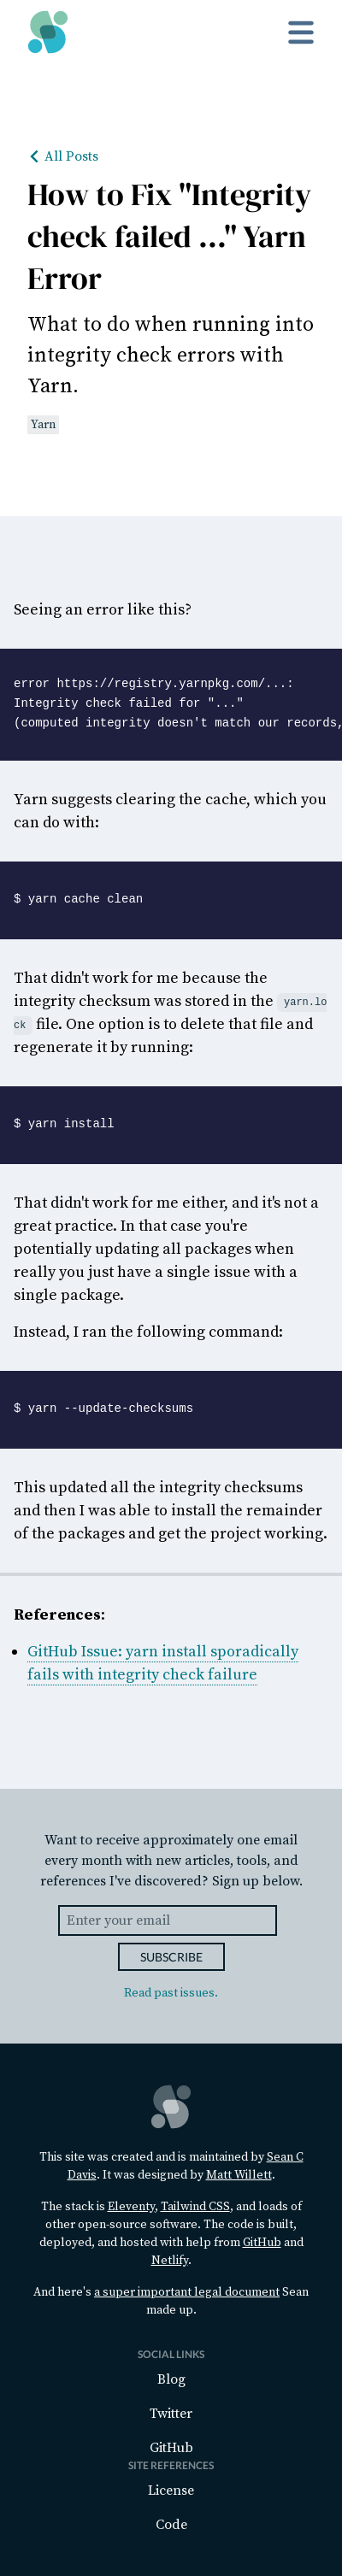 All Posts
How to Fix "Integrity
check failed ..." Yarn
Error
What to do when running into
integrity check errors with
Yarn.
Yarn
Seeing an error like this?
error https://registry.yarnpkg.com/...:
Integrity check failed for "..."
(computed integrity doesn't match our records,
Yarn suggests clearing the cache, which you
can do with:
$ yarn cache clean
That didn't work for me because the
integrity checksum was stored in the yarn.lo
ck file. One option is to delete that file and
regenerate it by running:
$ yarn install
That didn't work for me either, and it's not a
great practice. In that case you're
potentially updating all packages when
really you just have a single issue with a
single package.
Instead, I ran the following command:
$ yarn --update-checksums
This updated all the integrity checksums
and then I was able to install the remainder
of the packages and get the project working.
References:
GitHub Issue: yarn install sporadically
fails with integrity check failure
Want to receive approximately one email
every month with new articles, tools, and
references I've discovered? Sign up below.
Enter your email
SUBSCRIBE
Read past issues.
This site was created and is maintained by Sean C
Davis. It was designed by Matt Willett.
The stack is Eleventy, Tailwind CSS, and loads of
other open-source software. The code is built,
deployed, and hosted with help from GitHub and
Netlify.
And here's a super important legal document Sean
made up.
SOCIAL LINKS
Blog
Twitter
GitHub
SITE REFERENCES
License
Code